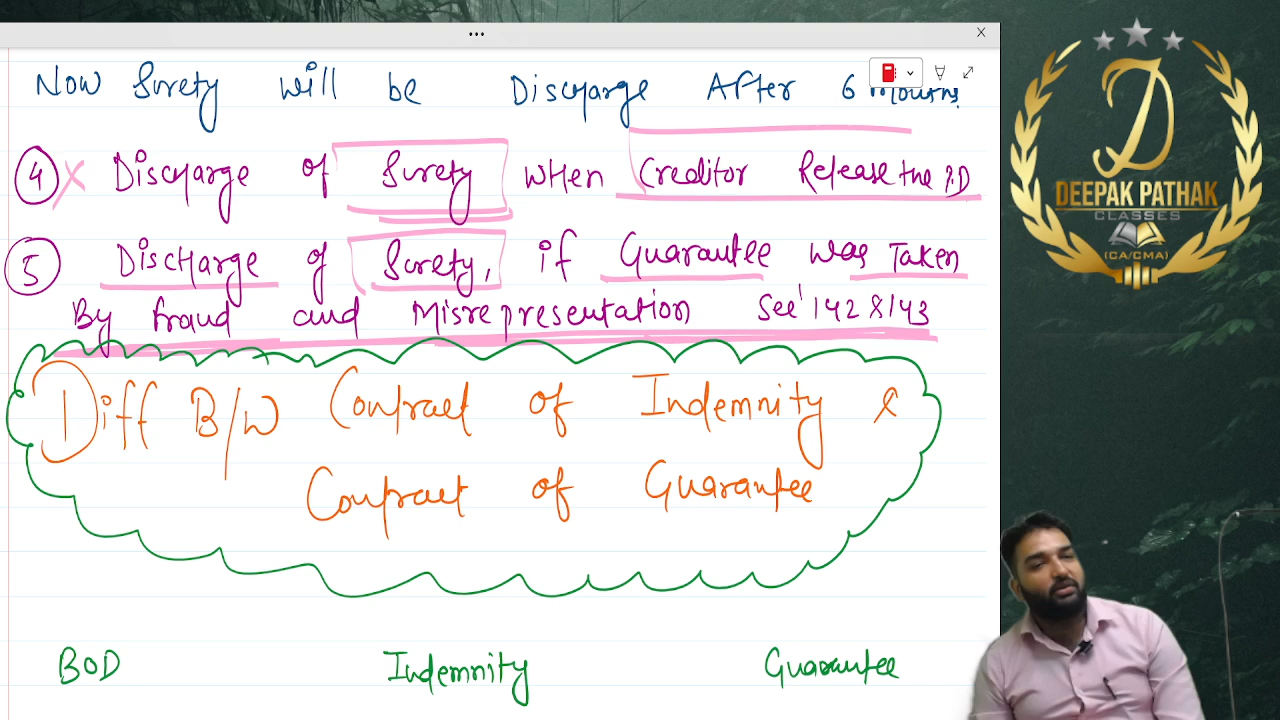 Now Surety will be Discharge After 6 Mounths.
④ x Discharge of Surety when Creditor Release the P.D
⑤ Discharge of Surety, if Guarantee was Taken
By fraud and Misrepresentation Sec' 142 & 143
Diff B/W Contract of Indemnity &
Contract of Guarantee
BOD Indemnity Guarantee
D
DEEPAK PATHAK
CLASSES
(CA/CMA)